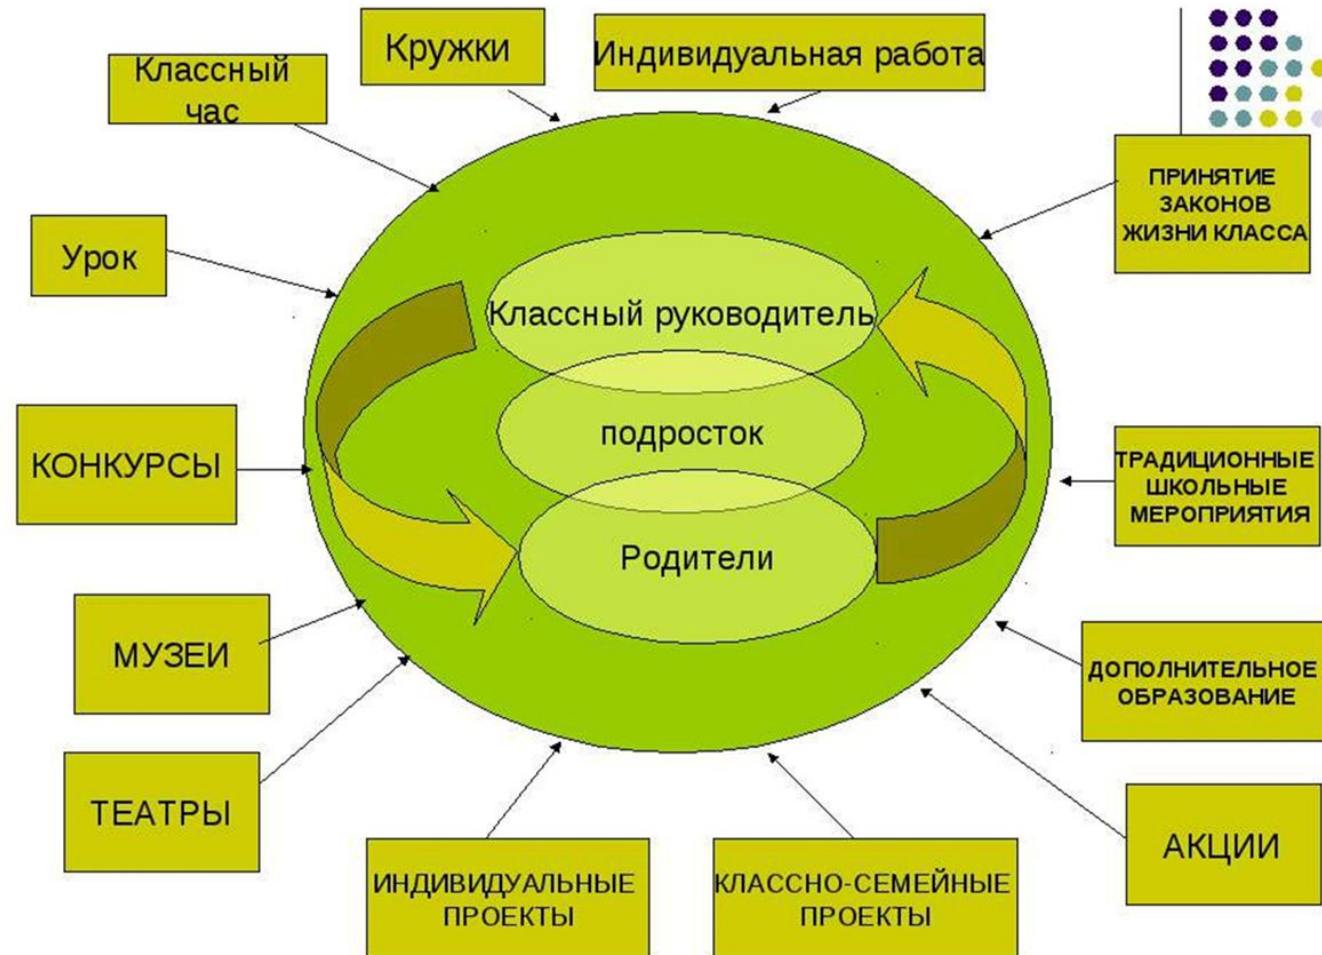 Кружки
Индивидуальная работа
Классный
час
ПРИНЯТИЕ
ЗАКОНОВ
ЖИЗНИ КЛАССА
Урок
Классный руководитель
подросток
Родители
КОНКУРСЫ
ТРАДИЦИОННЫЕ
ШКОЛЬНЫЕ
МЕРОПРИЯТИЯ
МУЗЕИ
ДОПОЛНИТЕЛЬНОЕ
ОБРАЗОВАНИЕ
ТЕАТРЫ
АКЦИИ
ИНДИВИДУАЛЬНЫЕ
ПРОЕКТЫ
КЛАССНО-СЕМЕЙНЫЕ
ПРОЕКТЫ